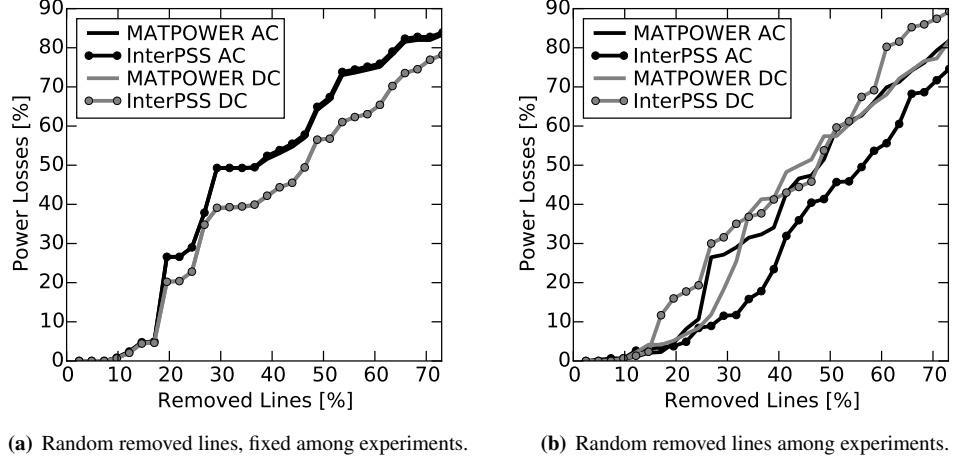 90
80
70
60
50
40
30
20
10
0
Power Losses [%]
MATPOWER AC
InterPSS AC
MATPOWER DC
InterPSS DC
0 10 20 30 40 50 60 70
Removed Lines [%]
(a) Random removed lines, fixed among experiments.
90
80
70
60
50
40
30
20
10
0
Power Losses [%]
MATPOWER AC
InterPSS AC
MATPOWER DC
InterPSS DC
0 10 20 30 40 50 60 70
Removed Lines [%]
(b) Random removed lines among experiments.